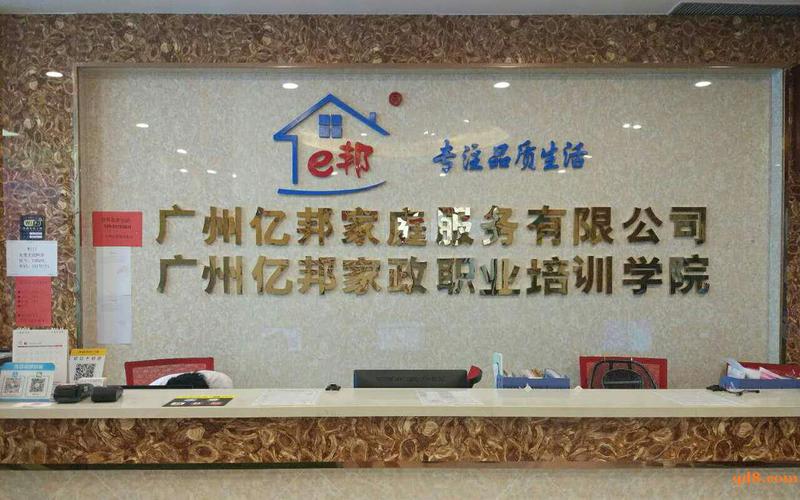 e邦
专注品质生活
广州亿邦家庭服务有限公司
广州亿邦家政职业培训学院